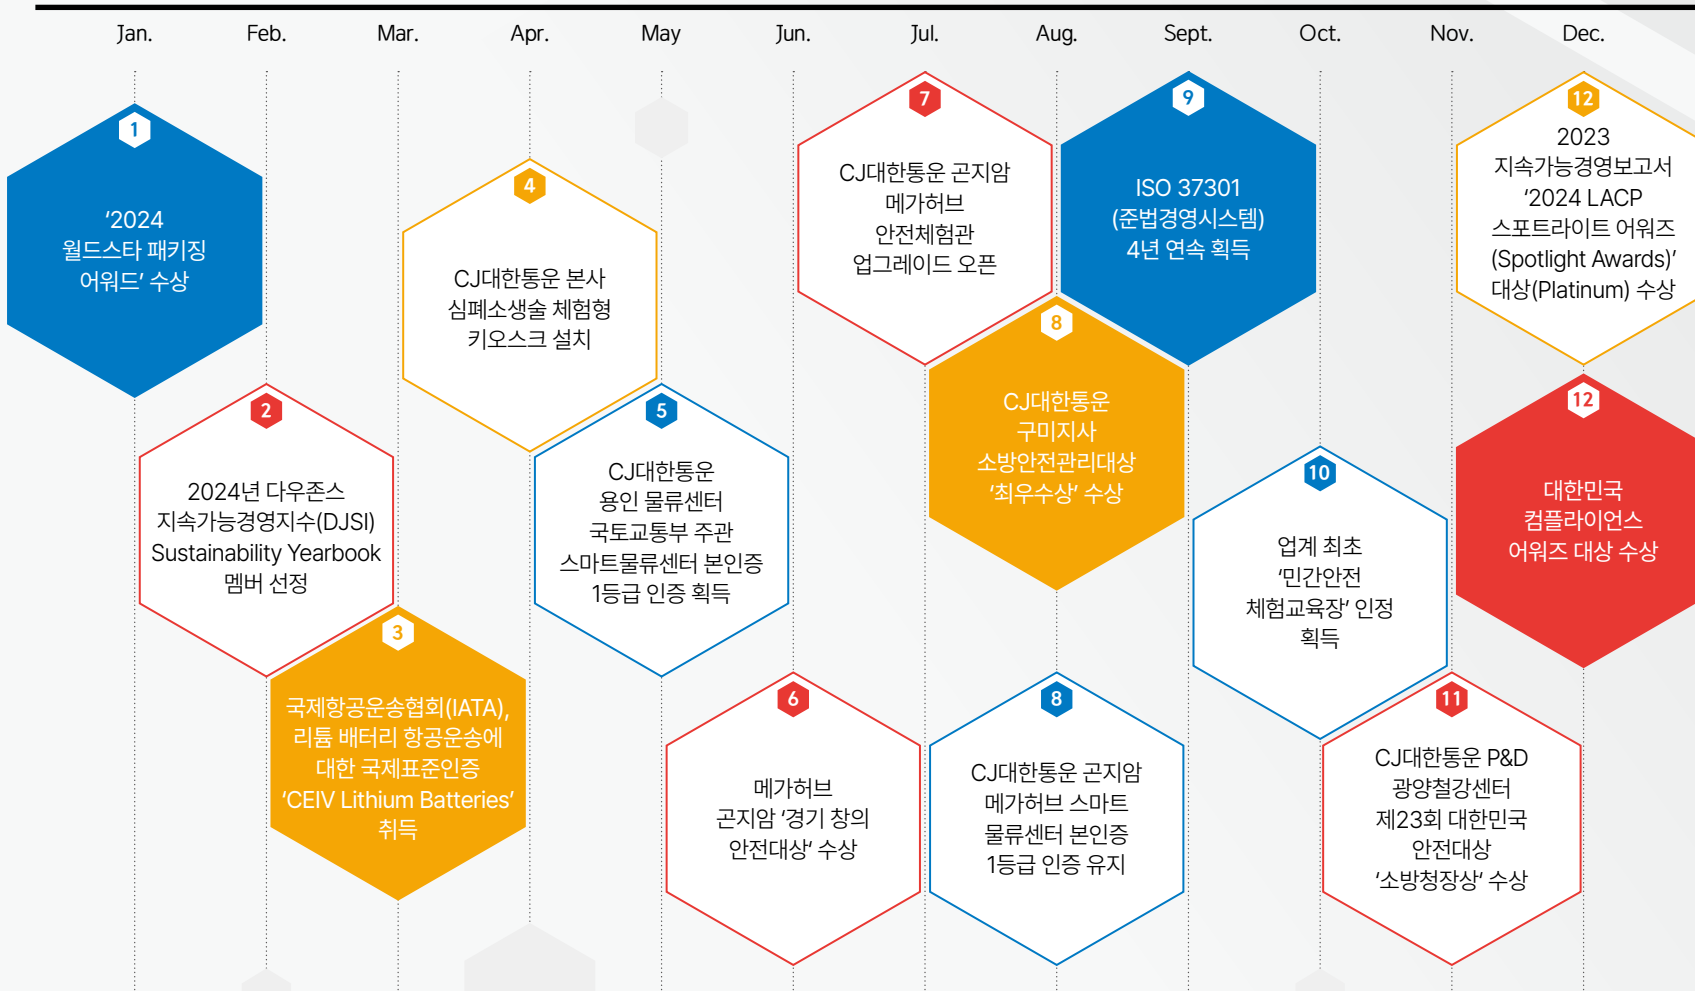 Jan.
Feb.
Mar.
Apr.
May
Jun.
Jul.
Aug.
Sept.
Oct.
Nov.
Dec.
1
‘2024
월드스타 패키징
어워드’ 수상
2
2024년 다우존스
지속가능경영지수(DJSI)
Sustainability Yearbook
멤버 선정
3
국제항공운송협회(IATA),
리튬 배터리 항공운송에
대한 국제표준인증
‘CEIV Lithium Batteries’
취득
4
CJ대한통운 본사
심폐소생술 체험형
키오스크 설치
5
CJ대한통운
용인 물류센터
국토교통부 주관
스마트물류센터 본인증
1등급 인증 획득
6
메가허브
곤지암 ‘경기 창의
안전대상‘ 수상
7
CJ대한통운 곤지암
메가허브
안전체험관
업그레이드 오픈
8
CJ대한통운
구미지사
소방안전관리대상
‘최우수상’ 수상
8
CJ대한통운 곤지암
메가허브 스마트
물류센터 본인증
1등급 인증 유지
9
ISO 37301
(준법경영시스템)
4년 연속 획득
10
업계 최초
‘민간안전
체험교육장’ 인정
획득
11
CJ대한통운 P&D
광양철강센터
제23회 대한민국
안전대상
‘소방청장상‘ 수상
12
2023
지속가능경영보고서
‘2024 LACP
스포트라이트 어워즈
(Spotlight Awards)’
대상(Platinum) 수상
12
대한민국
컴플라이언스
어워즈 대상 수상